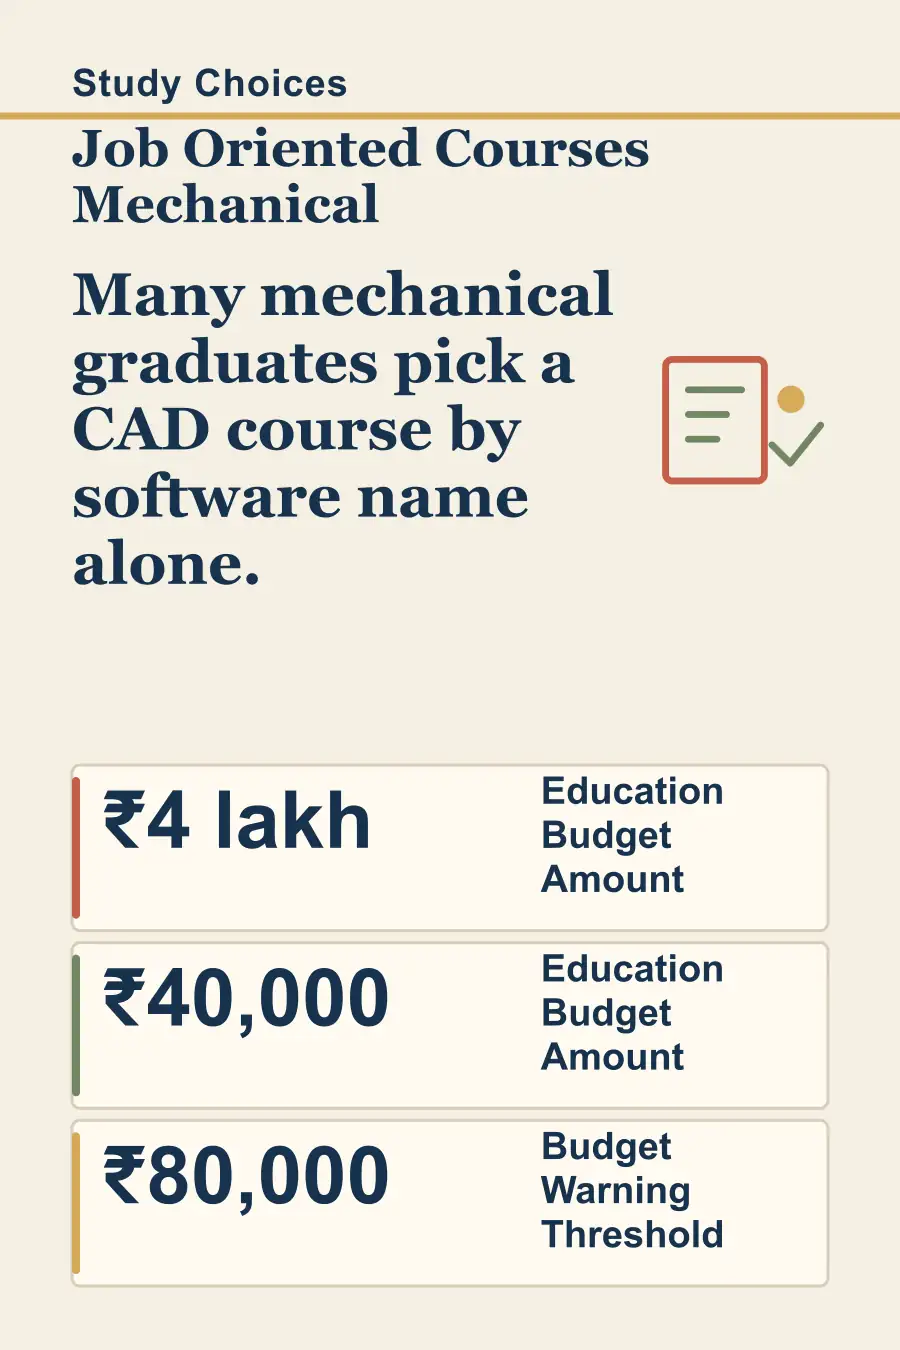 Study Choices
Job Oriented Courses
Mechanical
Many mechanical
graduates pick a
CAD course by
software name
alone.
₹4 lakh
Education
Budget
Amount
₹40,000
Education
Budget
Amount
₹80,000
Budget
Warning
Threshold